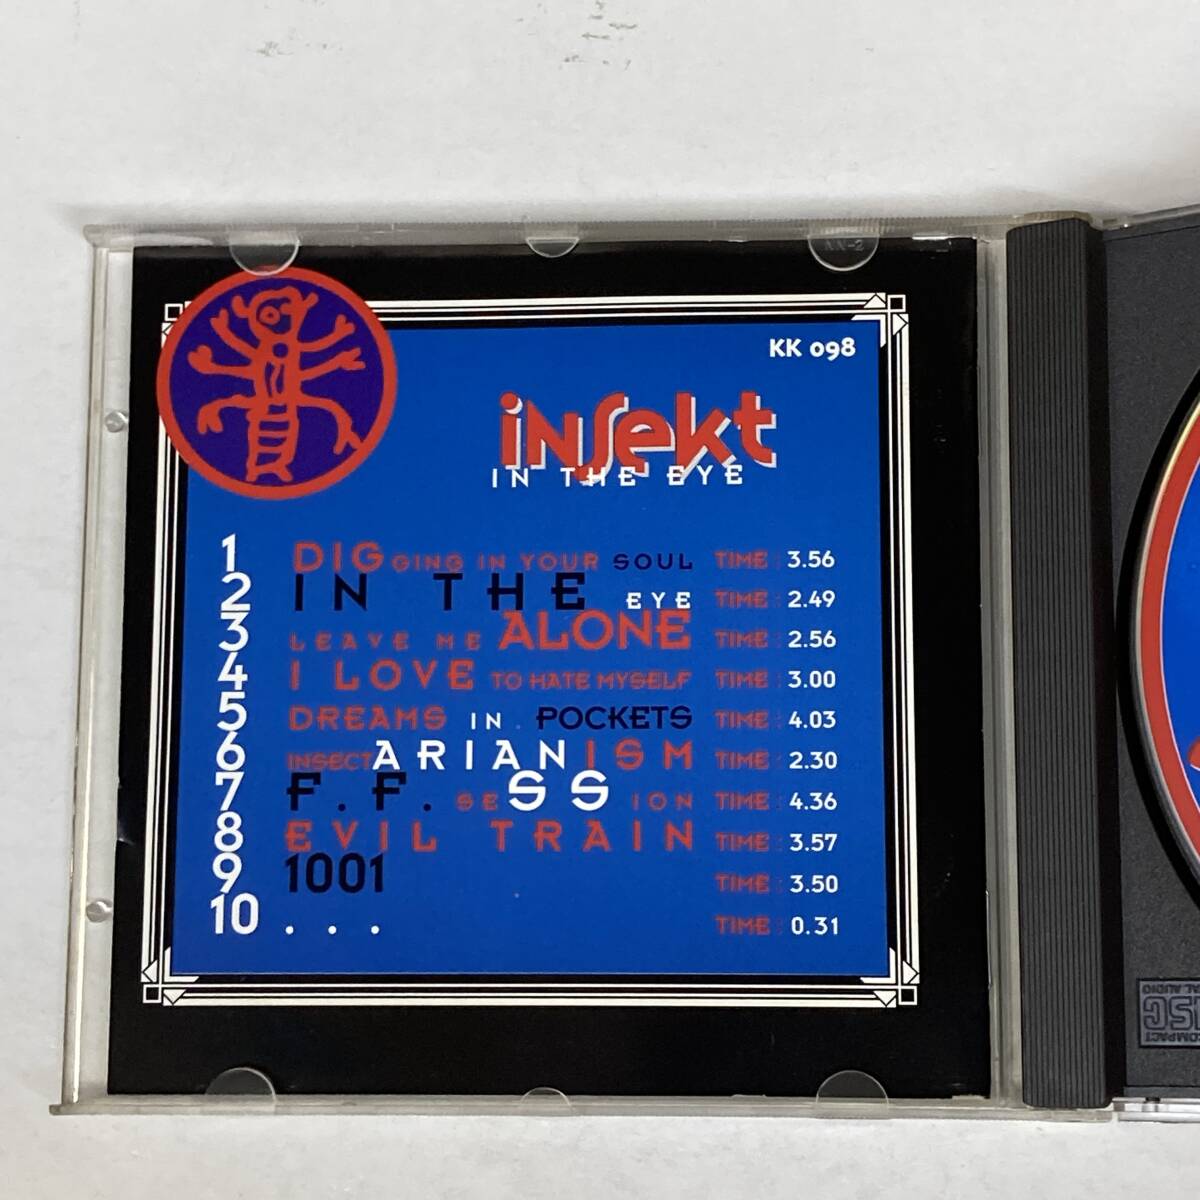 KK 098
insekt
IN THE EYE
1 DIGGING IN YOUR SOUL TIME: 3.56
2 IN THE EYE TIME: 2.49
3 LEAVE ME ALONE TIME: 2.56
4 I LOVE TO HATE MYSELF TIME: 3.00
5 DREAMS IN POCKETS TIME: 4.03
6 INSECTARIANISM TIME: 2.30
7 F.F. SESSION TIME: 4.36
8 EVIL TRAIN TIME: 3.57
9 1001 TIME: 3.50
10 ... TIME: 0.31